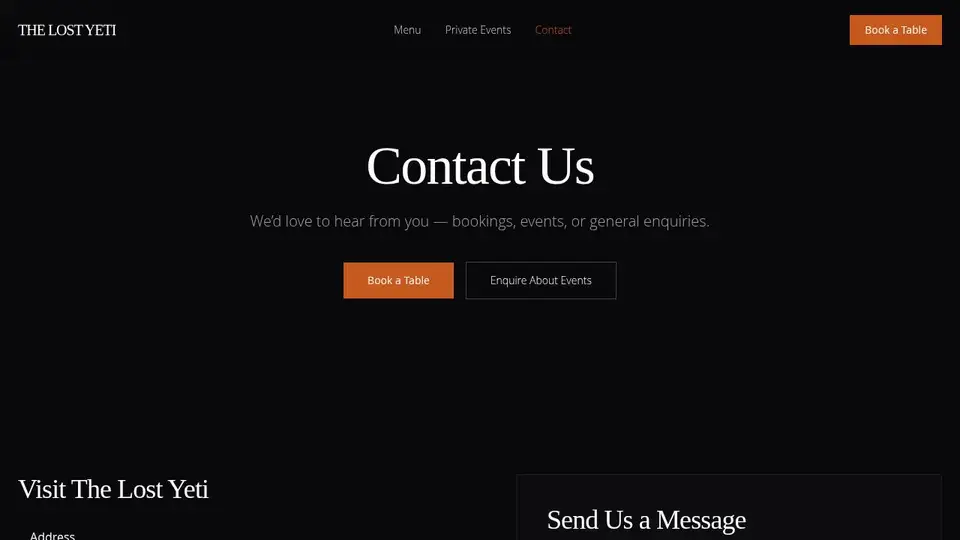 THE LOST YETI
Menu
Private Events
Contact
Book a Table
Contact Us
We'd love to hear from you — bookings, events, or general enquiries.
Book a Table
Enquire About Events
Visit The Lost Yeti
Address
Send Us a Message